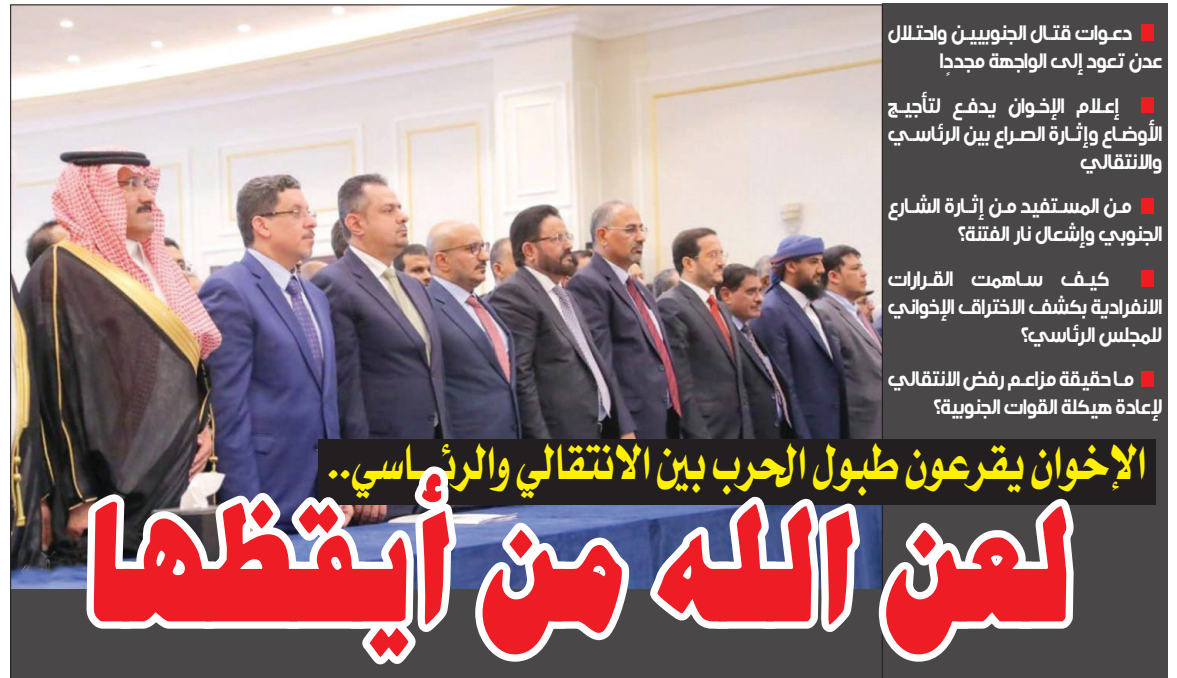 دعوات قتال الجنوبيين واحتلال
عدن تعود إلى الواجهة مجدداٍ
إعلام الإخوان يدفع لتأجيج
الأوضاع وإثارة الصراع بين الرئاسي
والانتقالي
من المستفيد من إثارة الشارع
الجنوبي وإشعال نار الفتنة؟
كيف ساهمت القرارات
الانفرادية بكشف الاختراق الإخواني
للمجلس الرئاسي؟
ما حقيقة مزاعم رفض الانتقالي
لإعادة هيكلة القوات الجنوبية؟
الإخوان يقرعون طبول الحرب بين الانتقالي والرئاسي..
لعن الله من أيقظها